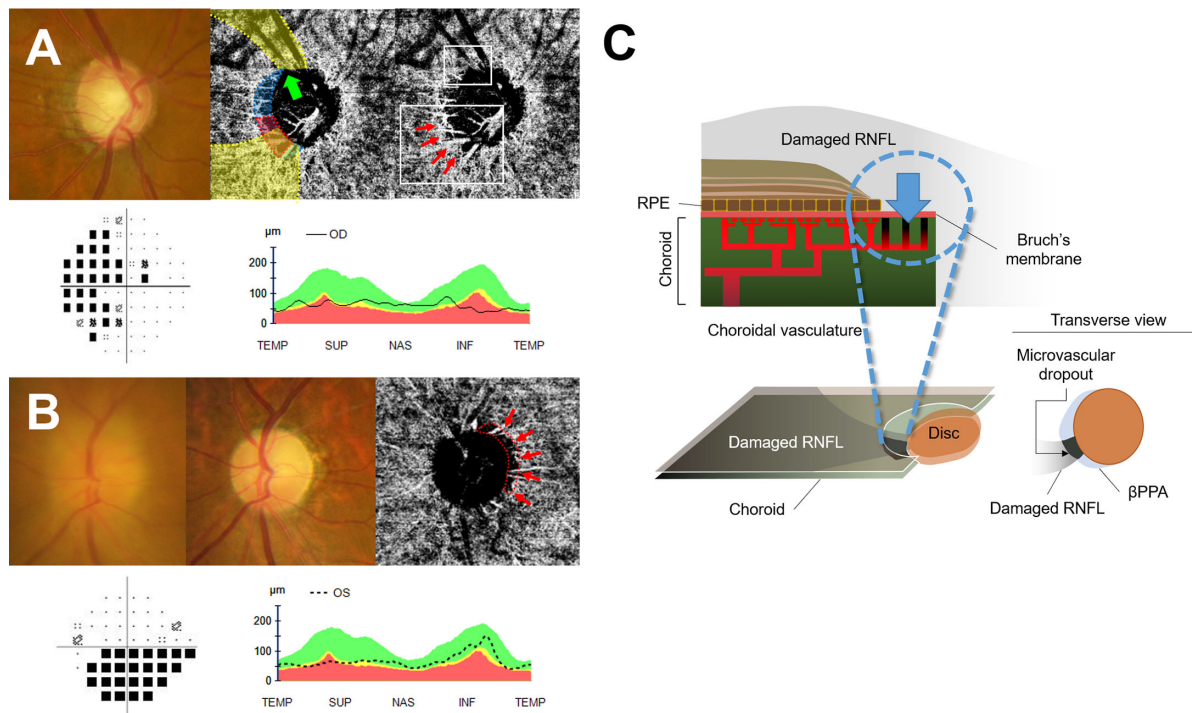 A
µm
OD
200
100
0
TEMP
SUP
NAS
INF
TEMP
B
µm
OS
200
100
0
TEMP
SUP
NAS
INF
TEMP
C
Damaged RNFL
RPE
Choroid
Bruch's
membrane
Choroidal vasculature
Transverse view
Microvascular
dropout
Damaged RNFL
Disc
Choroid
Damaged RNFL
βPPA